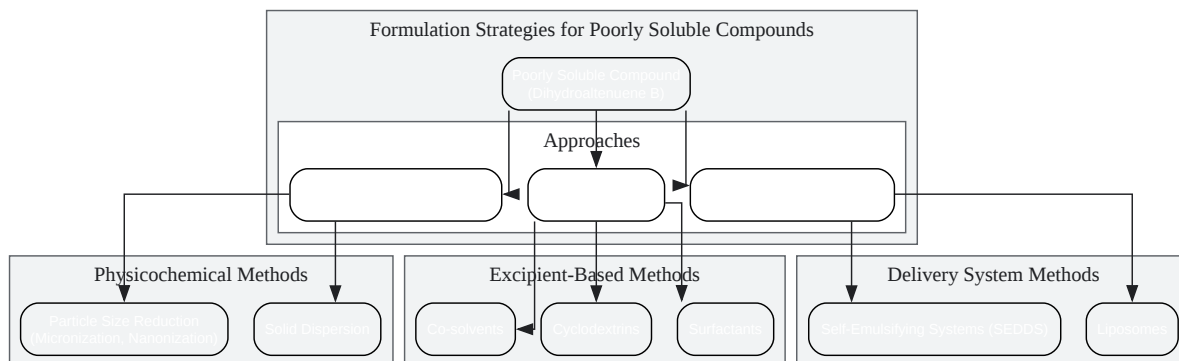 Formulation Strategies for Poorly Soluble Compounds
Poorly Soluble Compound
(Dihydroaltenuene B)
Approaches
Physicochemical Methods
Excipient-Based Methods
Delivery System Methods
Particle Size Reduction
(Micronization, Nanonization)
Solid Dispersion
Co-solvents
Cyclodextrins
Surfactants
Self-Emulsifying Systems (SEDDS)
Liposomes